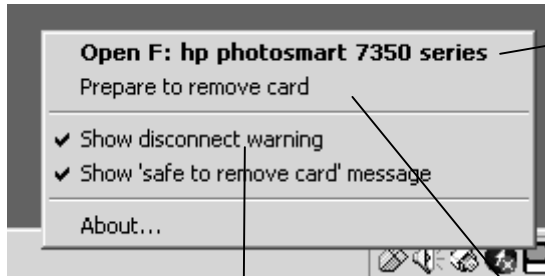 Open F: hp photosmart 7350 series
Prepare to remove card
Show disconnect warning
Show 'safe to remove card' message
About...